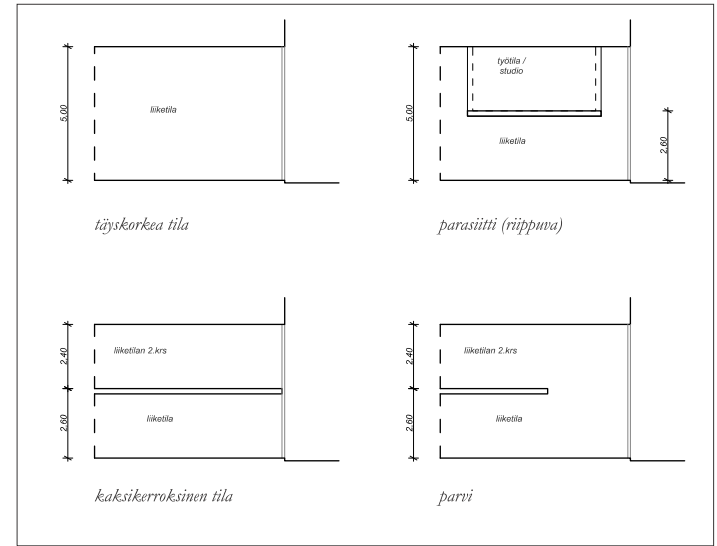 5.00
liiketila
täyskorkea tila
5.00
työtila /
studio
liiketila
2.60
parasiitti (riippuva)
2.40
liiketilan 2.krs
2.60
liiketila
kaksikerroksinen tila
2.40
liiketilan 2.krs
2.60
liiketila
parvi